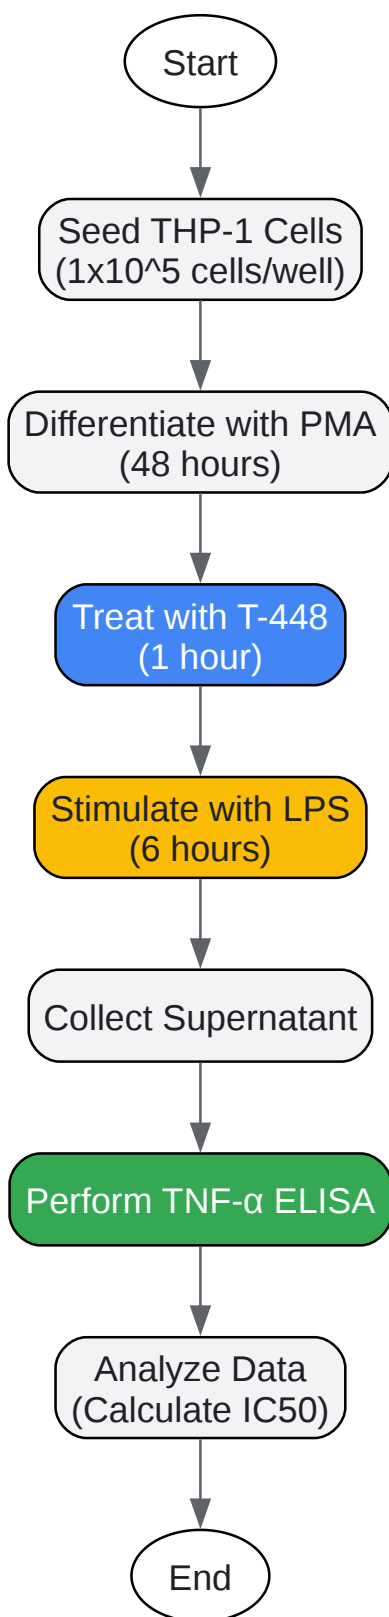 Start
Seed THP-1 Cells
(1x10^5 cells/well)
Differentiate with PMA
(48 hours)
Treat with T-448
(1 hour)
Stimulate with LPS
(6 hours)
Collect Supernatant
Perform TNF-α ELISA
Analyze Data
(Calculate IC50)
End